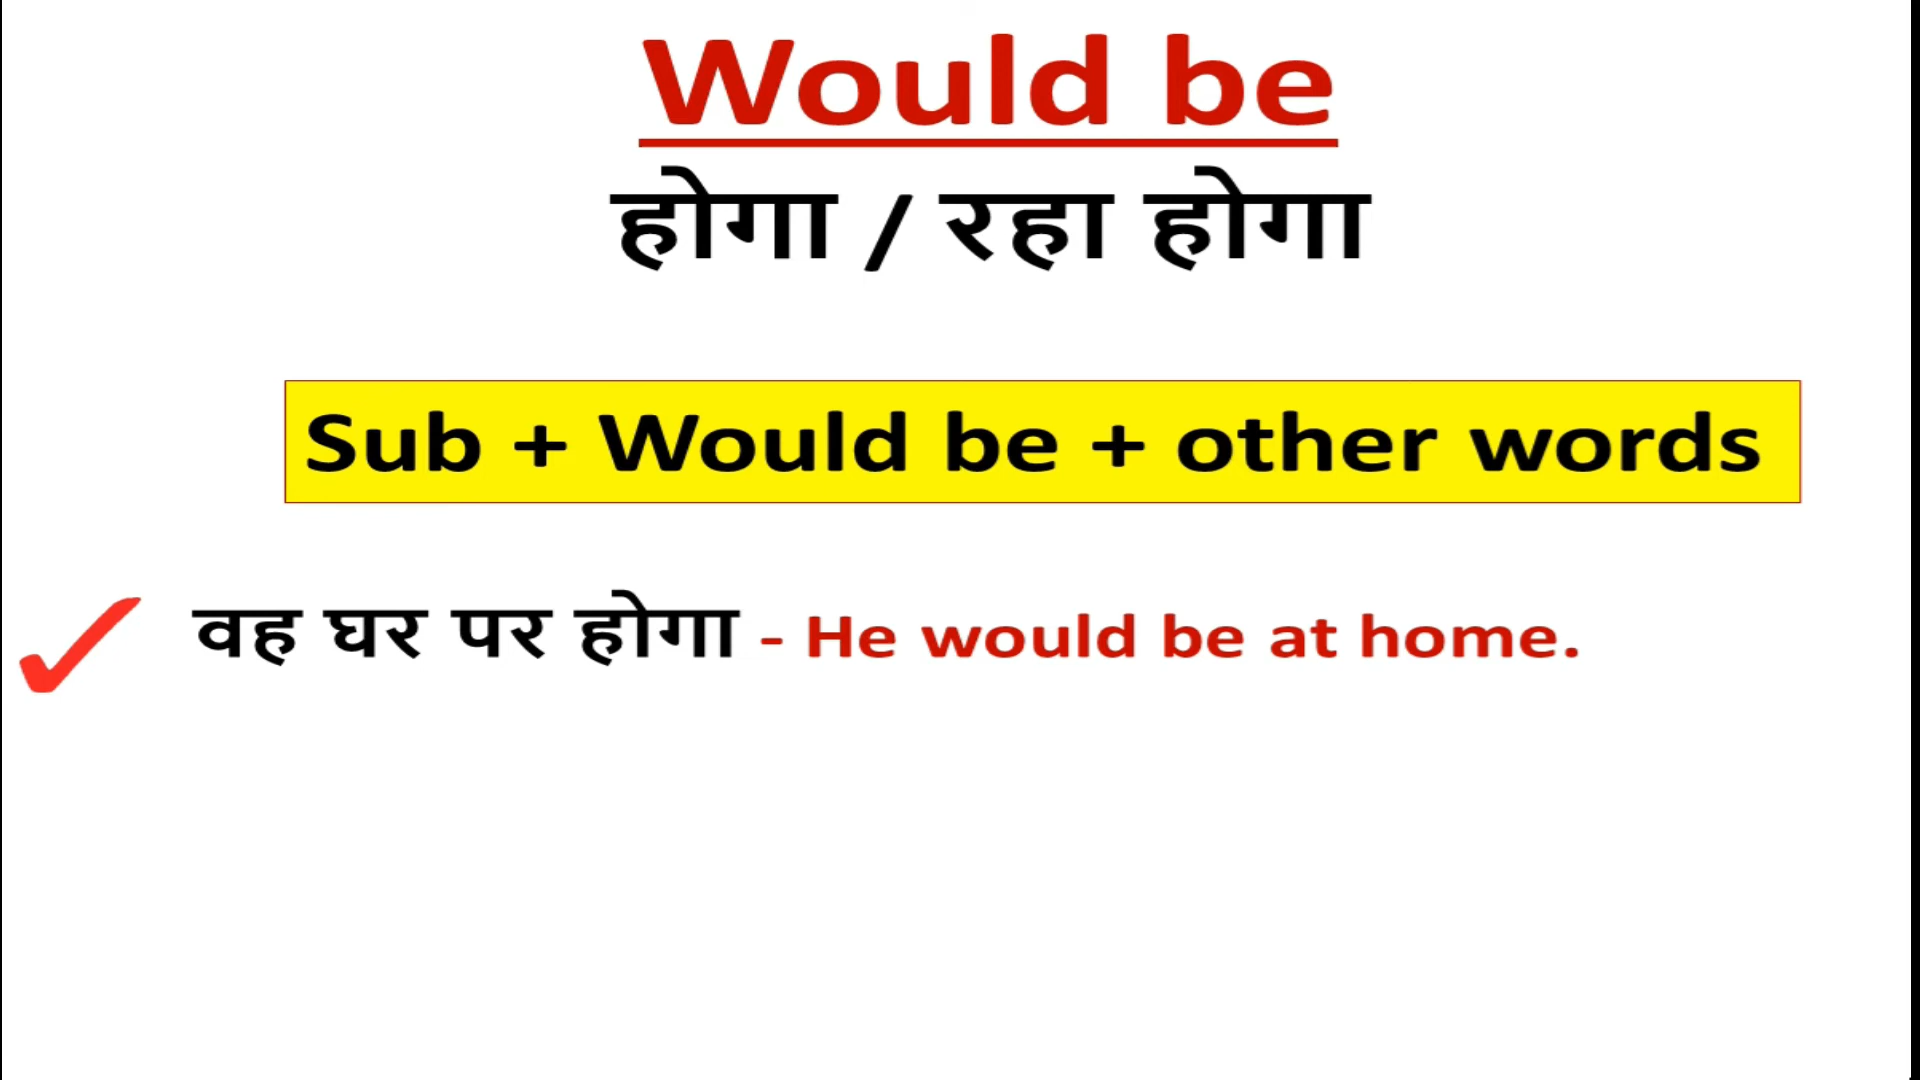 Would be
होगा / रहा होगा
Sub + Would be + other words
वह घर पर होगा - He would be at home.